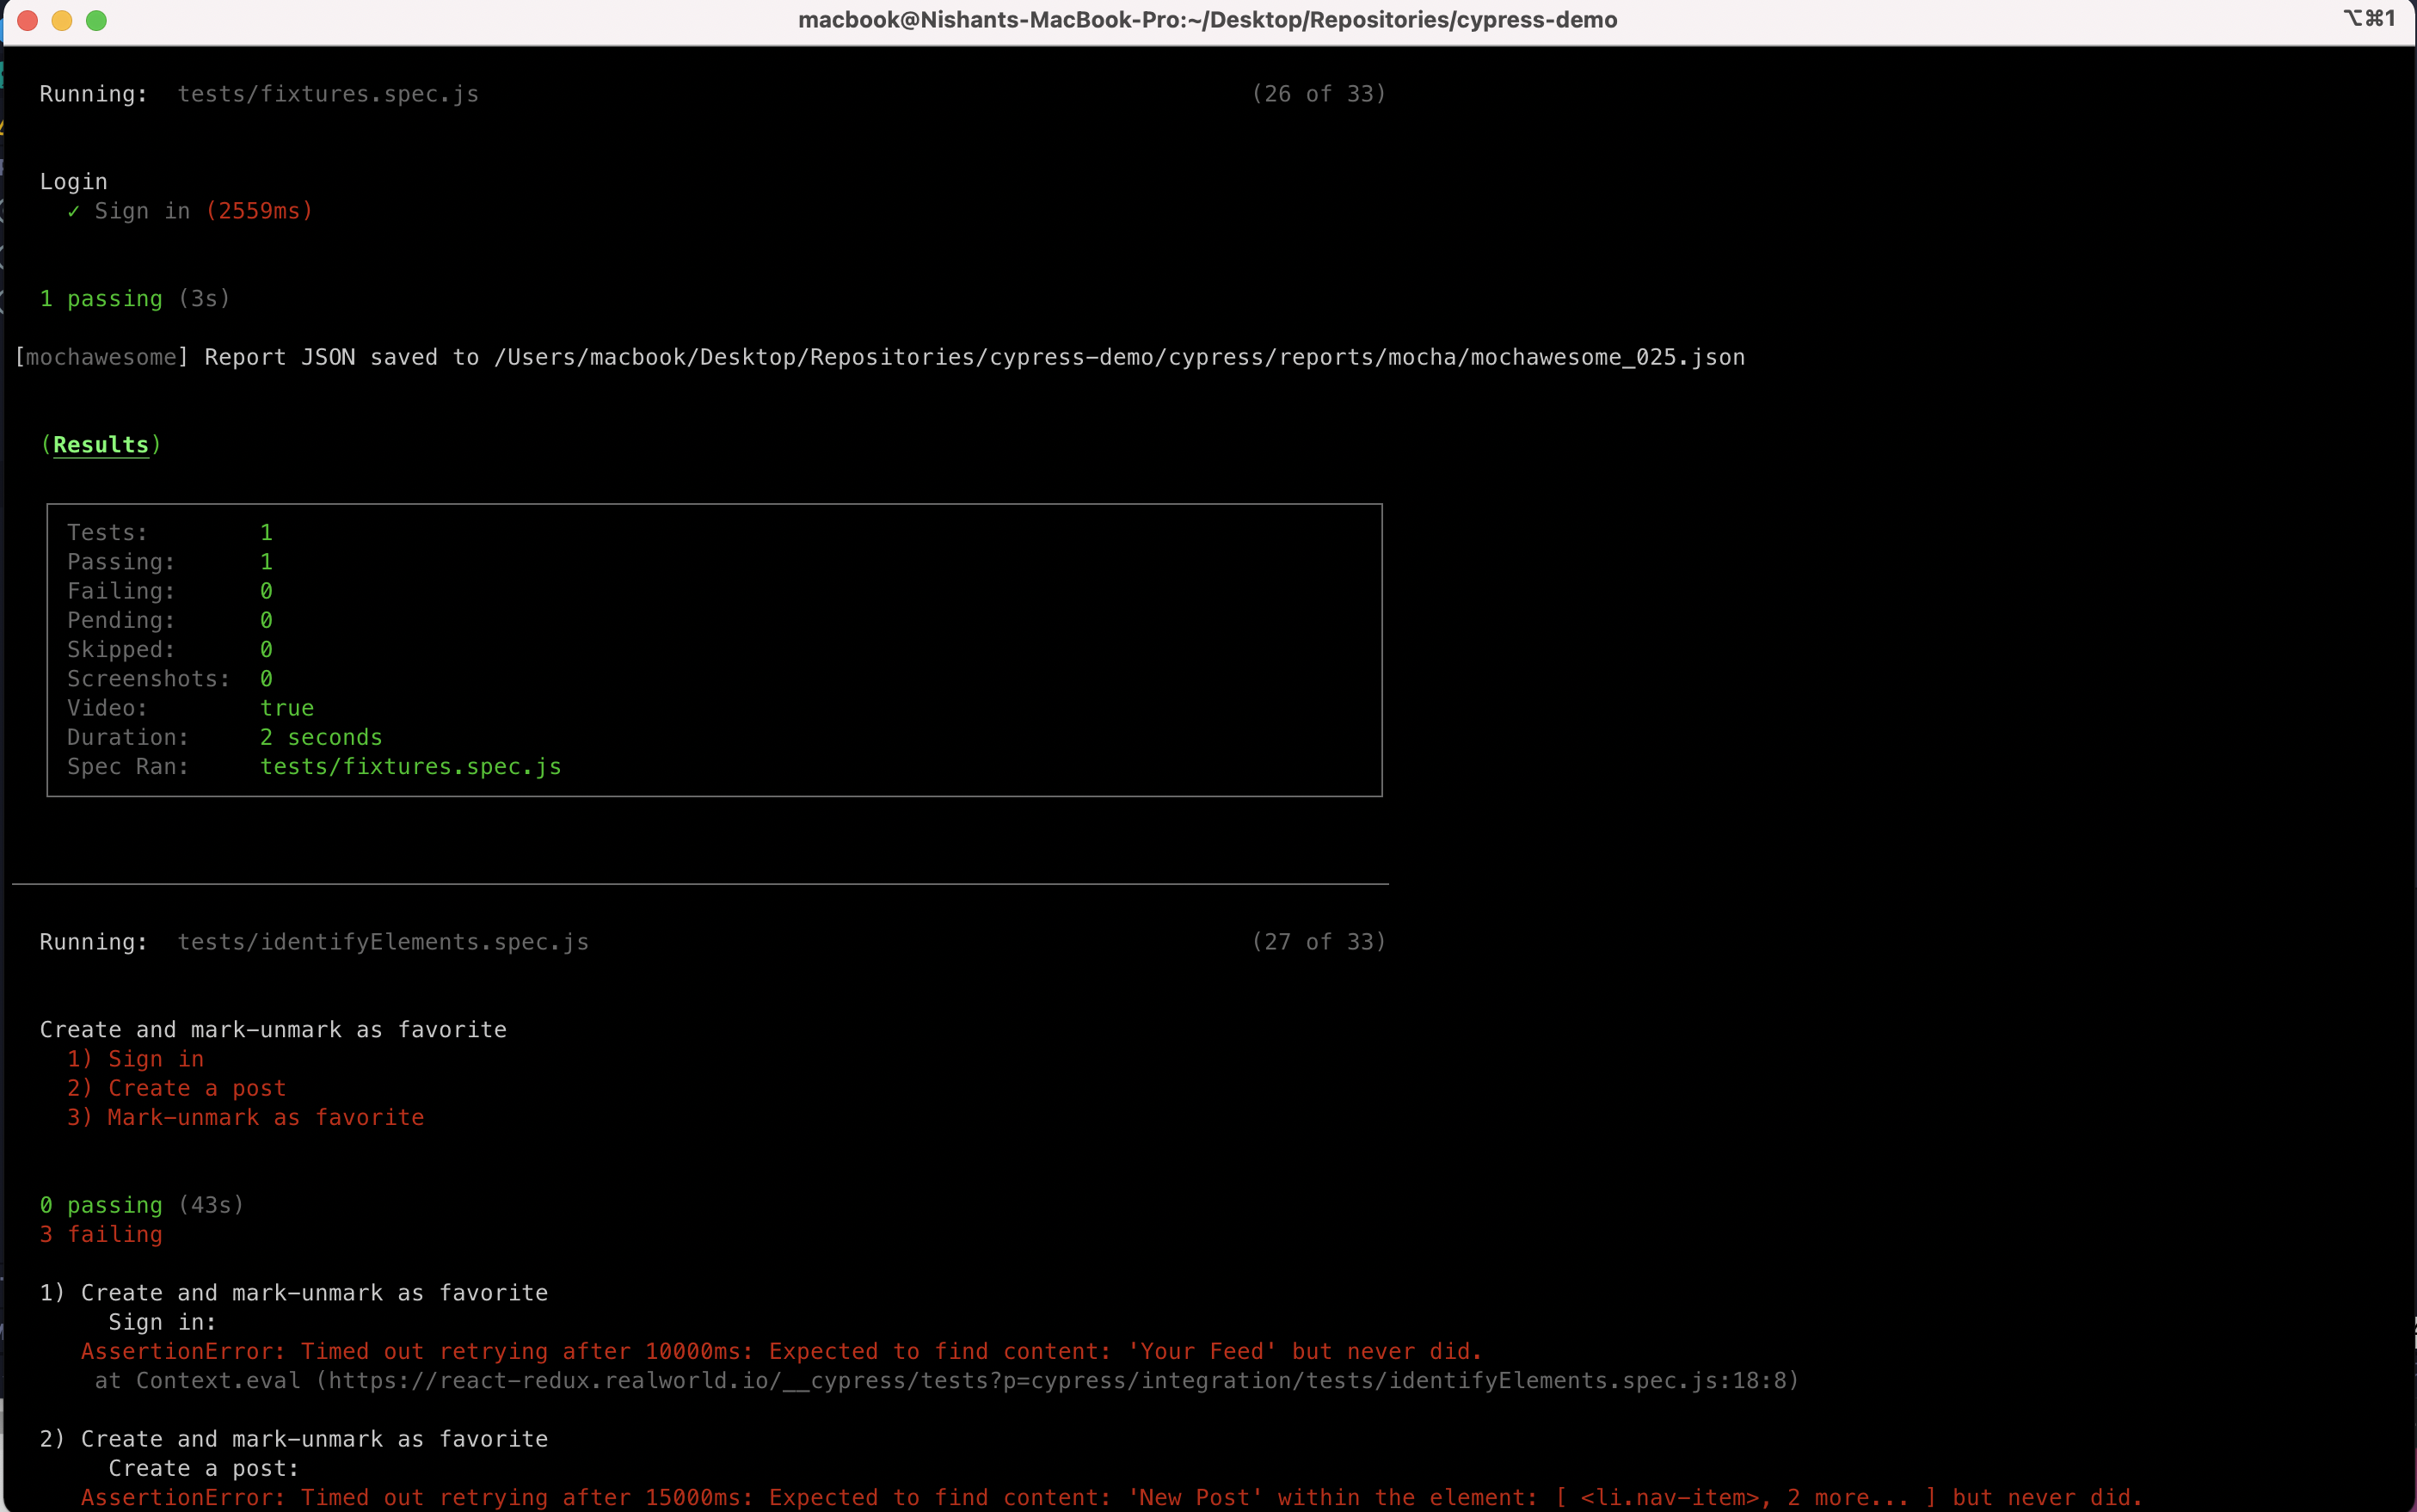 macbook@Nishants-MacBook-Pro:~/Desktop/Repositories/cypress-demo
⌥⌘1
Running:  tests/fixtures.spec.js (26 of 33)
Login
✓ Sign in (2559ms)
1 passing (3s)
[mochawesome] Report JSON saved to /Users/macbook/Desktop/Repositories/cypress-demo/cypress/reports/mocha/mochawesome_025.json
(Results)
Tests: 1
Passing: 1
Failing: 0
Pending: 0
Skipped: 0
Screenshots: 0
Video: true
Duration: 2 seconds
Spec Ran: tests/fixtures.spec.js
Running:  tests/identifyElements.spec.js (27 of 33)
Create and mark-unmark as favorite
1) Sign in
2) Create a post
3) Mark-unmark as favorite
0 passing (43s)
3 failing
1) Create and mark-unmark as favorite
Sign in:
AssertionError: Timed out retrying after 10000ms: Expected to find content: 'Your Feed' but never did.
at Context.eval (https://react-redux.realworld.io/__cypress/tests?p=cypress/integration/tests/identifyElements.spec.js:18:8)
2) Create and mark-unmark as favorite
Create a post:
AssertionError: Timed out retrying after 15000ms: Expected to find content: 'New Post' within the element: [ <li.nav-item>, 2 more... ] but never did.